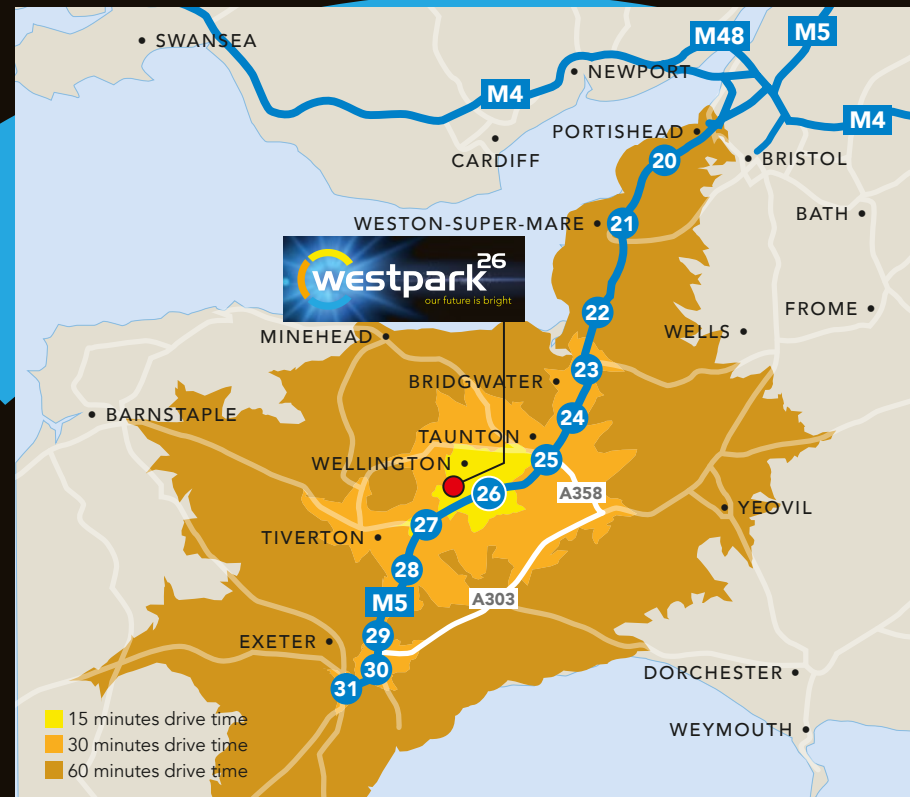 M48
M5
• SWANSEA
• NEWPORT
M4
M4
PORTISHEAD •
CARDIFF
20
• BRISTOL
BATH •
WESTON-SUPER-MARE •
21
westpark26
our future is bright
22
FROME •
MINEHEAD •
WELLS •
23
BRIDGWATER •
• BARNSTAPLE
24
TAUNTON •
25
WELLINGTON •
26
A358
YEOVIL
27
TIVERTON •
28
M5
A303
29
EXETER •
30
DORCHESTER •
31
15 minutes drive time
WEYMOUTH •
30 minutes drive time
60 minutes drive time